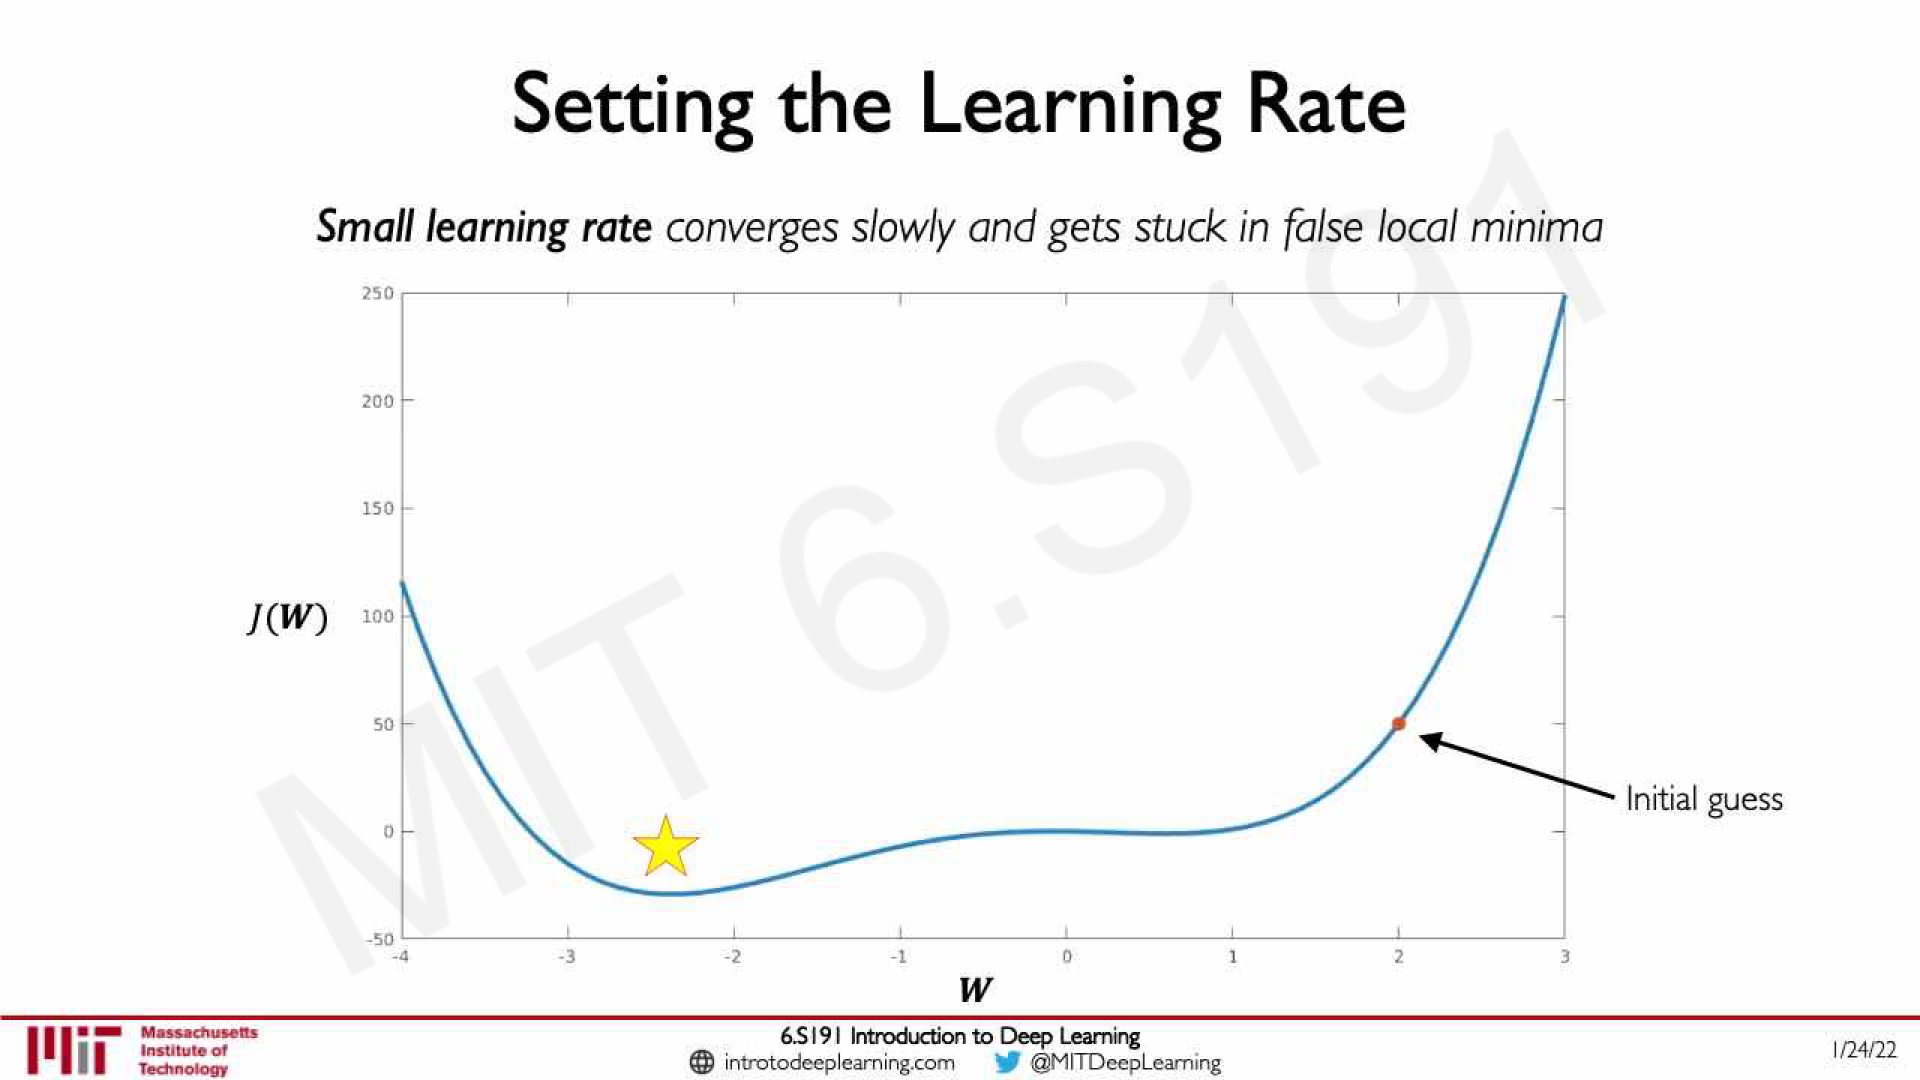 Setting the Learning Rate
Small learning rate converges slowly and gets stuck in false local minima
250
200
150
100
50
0
-50
J(W)
-4 -3 -2 -1 0 1 2 3
W
Initial guess
MIT 6.S191
Massachusetts
Institute of
Technology
6.S191 Introduction to Deep Learning
introtodeeplearning.com @MITDeepLearning
1/24/22